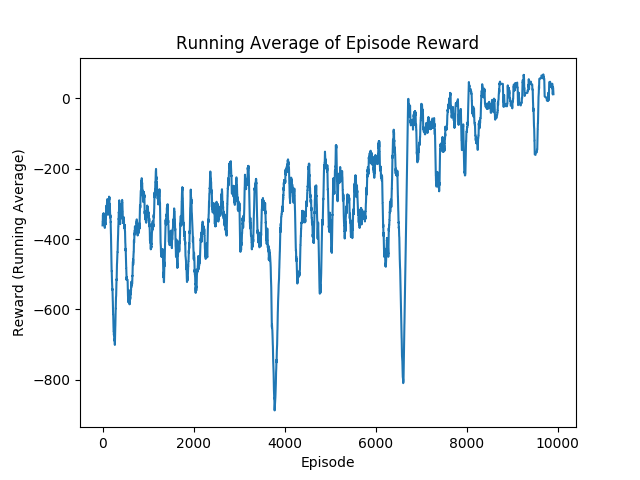 Running Average of Episode Reward
0
−200
−400
−600
−800
Reward (Running Average)
0 2000 4000 6000 8000 10000
Episode